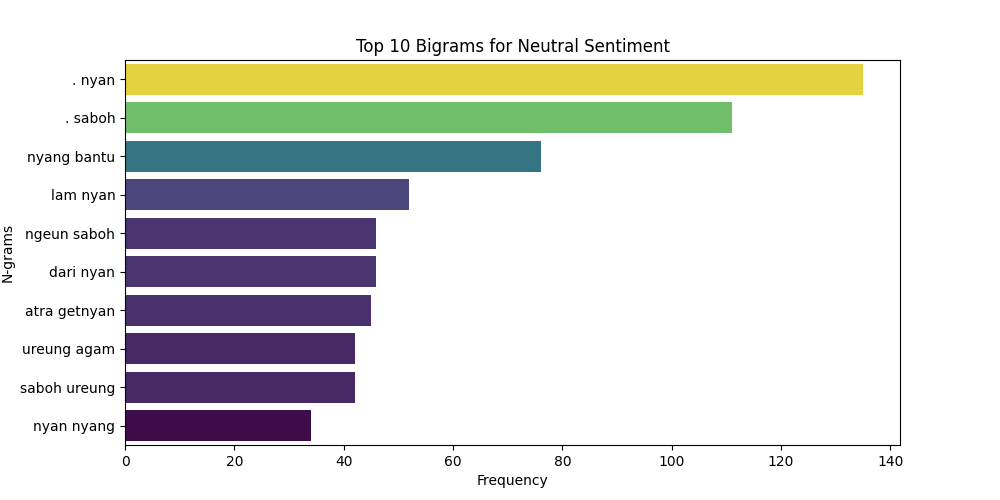 Top 10 Bigrams for Neutral Sentiment
. nyan
. saboh
nyang bantu
lam nyan
ngeun saboh
dari nyan
atra getnyan
ureung agam
saboh ureung
nyan nyang
N-grams
0 20 40 60 80 100 120 140
Frequency